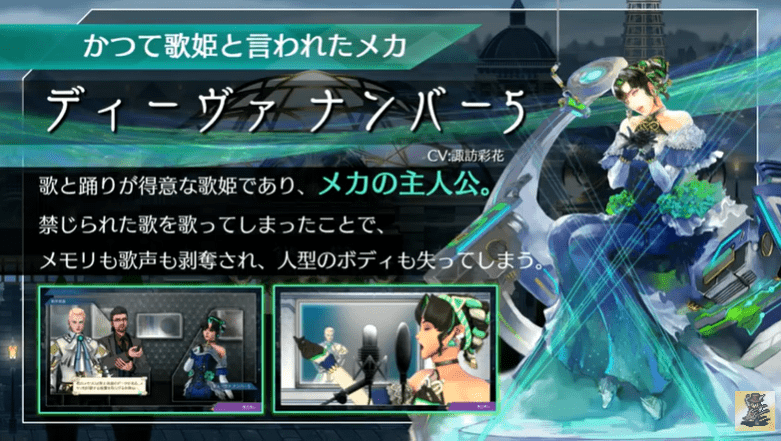 かつて歌姫と言われたメカ
ディーヴァ ナンバー5
CV:諏訪彩花
歌と踊りが得意な歌姫であり、メカの主人公。
禁じられた歌を歌ってしまったことで、
メモリも歌声も剥奪され、人型のボディも失ってしまう。